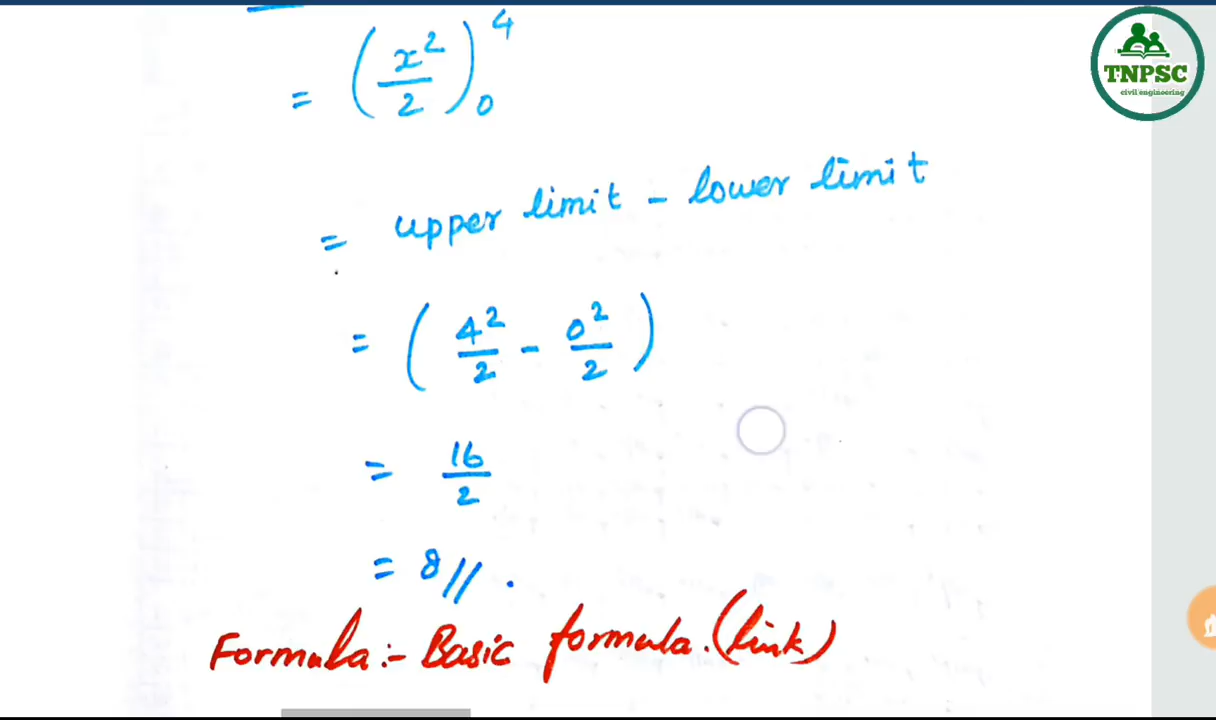 = (x²/2)₀⁴
= upper limit - lower limit
= (4²/2 - 0²/2)
= 16/2
= 8//.
Formula:- Basic formula. (link)
TNPSC
civil engineering